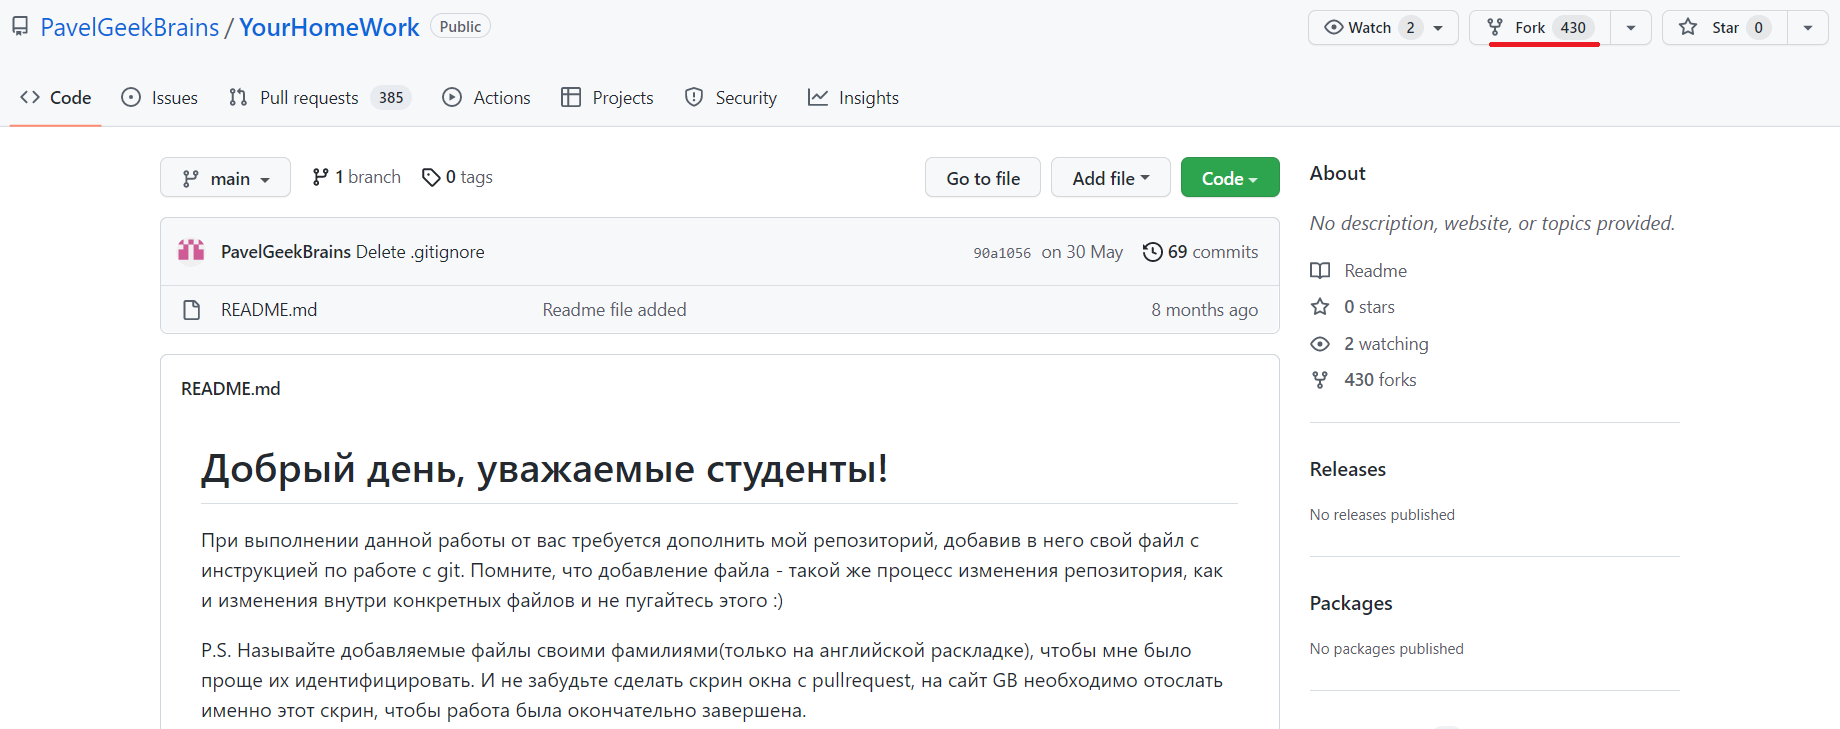 PavelGeekBrains / YourHomeWork Public
Watch 2 Fork 430 Star 0
Code Issues Pull requests 385 Actions Projects Security Insights
main 1 branch 0 tags Go to file Add file Code
PavelGeekBrains Delete .gitignore 90a1056 on 30 May 69 commits
README.md Readme file added 8 months ago
README.md
Добрый день, уважаемые студенты!
При выполнении данной работы от вас требуется дополнить мой репозиторий, добавив в него свой файл с
инструкцией по работе с git. Помните, что добавление файла - такой же процесс изменения репозитория, как
и изменения внутри конкретных файлов и не пугайтесь этого :)
P.S. Называйте добавляемые файлы своими фамилиями(только на английской раскладке), чтобы мне было
проще их идентифицировать. И не забудьте сделать скрин окна с pullrequest, на сайт GB необходимо отослать
именно этот скрин, чтобы работа была окончательно завершена.
About
No description, website, or topics provided.
Readme
0 stars
2 watching
430 forks
Releases
No releases published
Packages
No packages published